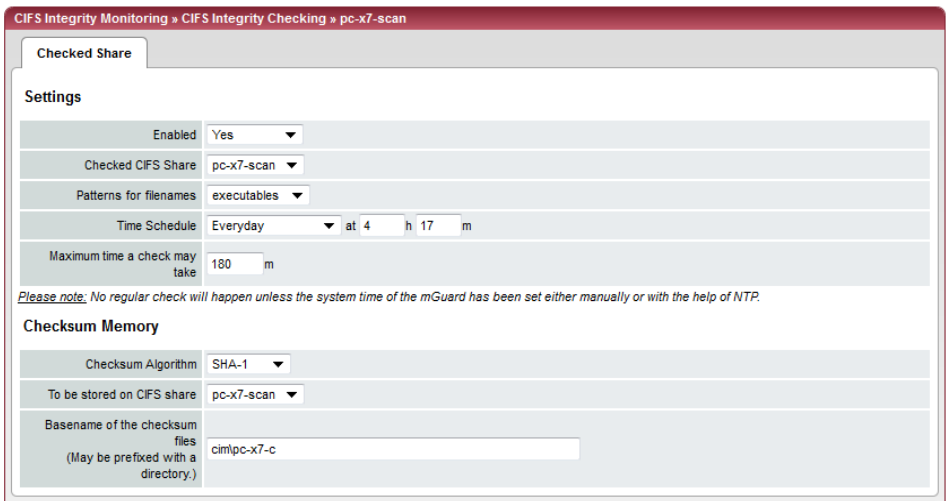 CIFS Integrity Monitoring » CIFS Integrity Checking » pc-x7-scan
Checked Share
Settings
Enabled Yes
Checked CIFS Share pc-x7-scan
Patterns for filenames executables
Time Schedule Everyday at 4 h 17 m
Maximum time a check may
take 180 m
Please note: No regular check will happen unless the system time of the mGuard has been set either manually or with the help of NTP.
Checksum Memory
Checksum Algorithm SHA-1
To be stored on CIFS share pc-x7-scan
Basename of the checksum
files
(May be prefixed with a
directory.)
cim\pc-x7-c